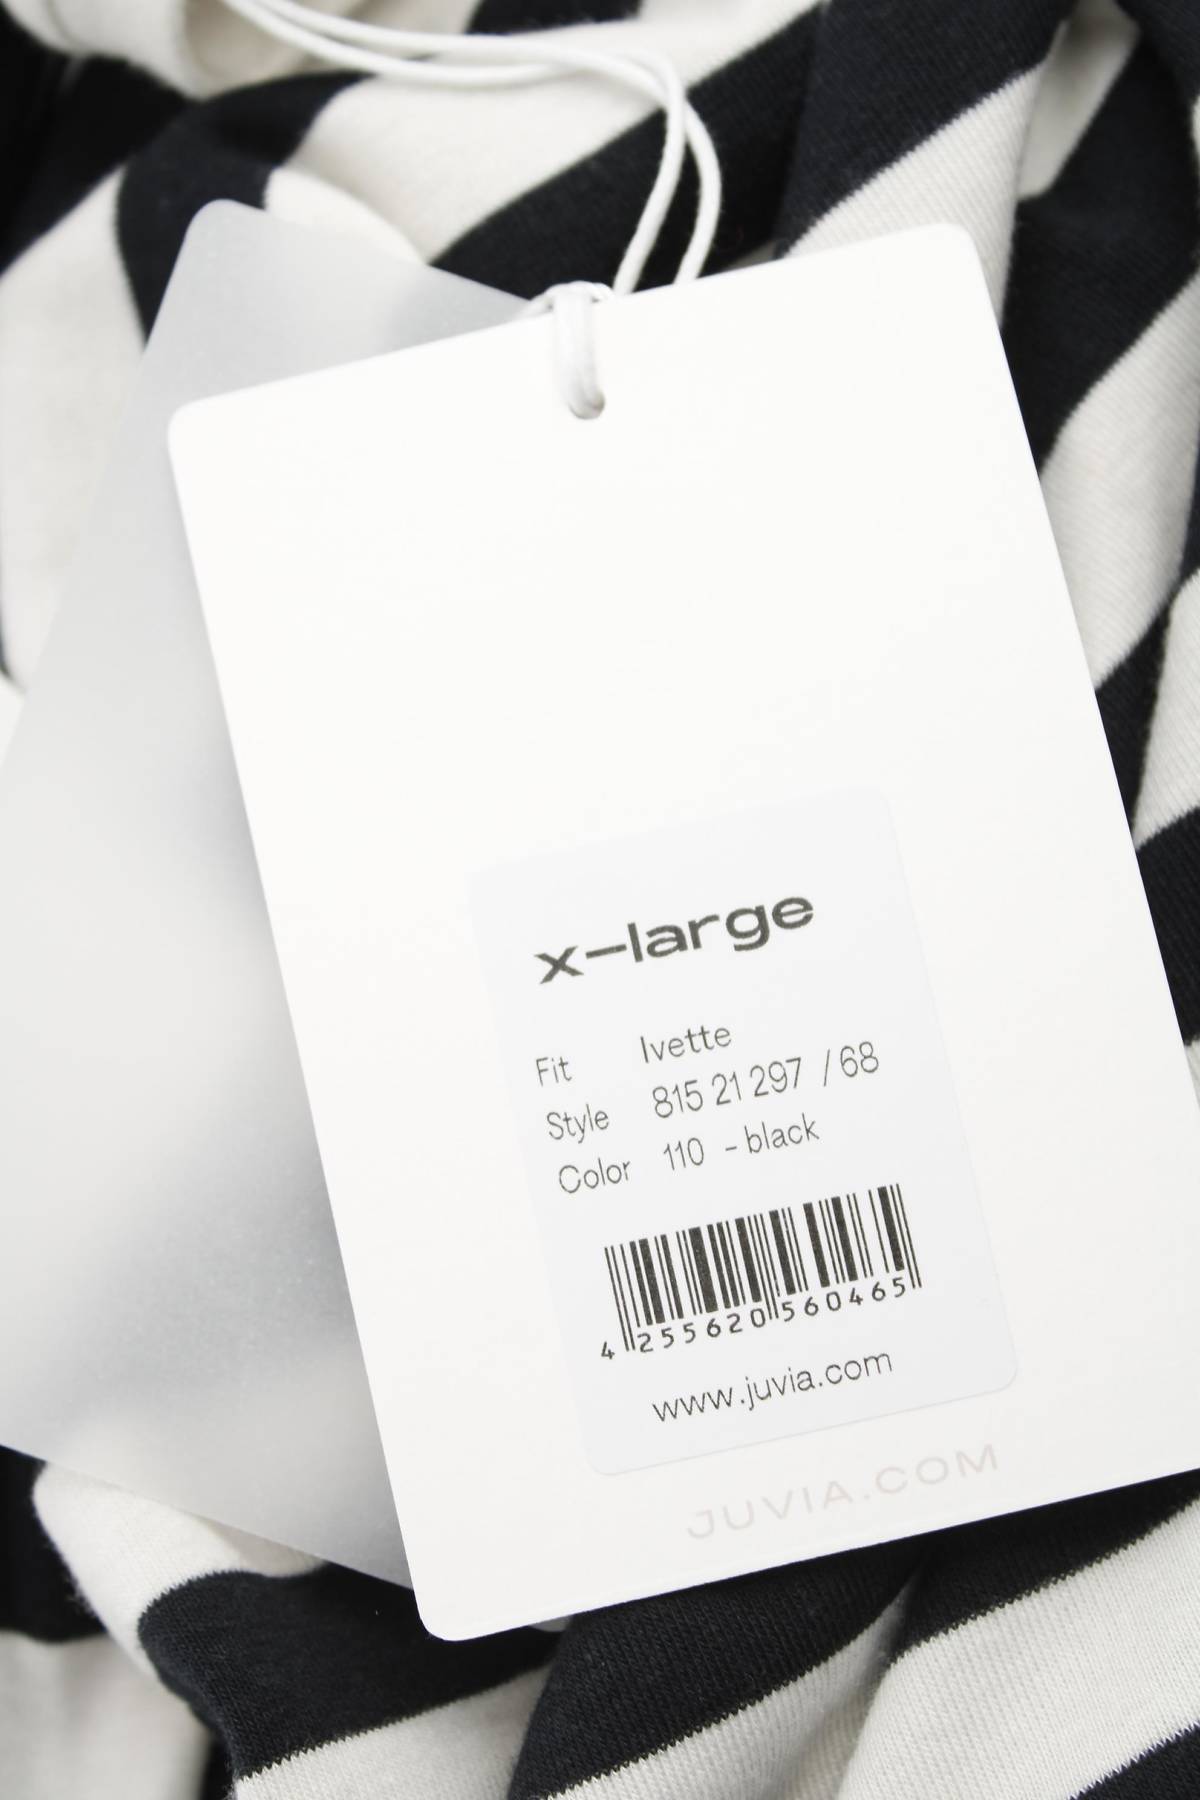 x-large
Fit Ivette
Style 815 21 297 / 68
Color 110 - black
4 255620 560465
www.juvia.com
JUVIA.COM